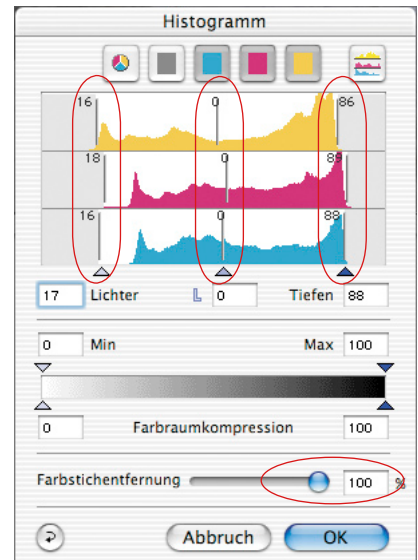 Histogramm
16 0 86
18 0 89
16 0 88
17 Lichter L 0 Tiefen 88
0 Min Max 100
0 Farbraumkompression 100
Farbstichentfernung 100 %
Abbruch OK